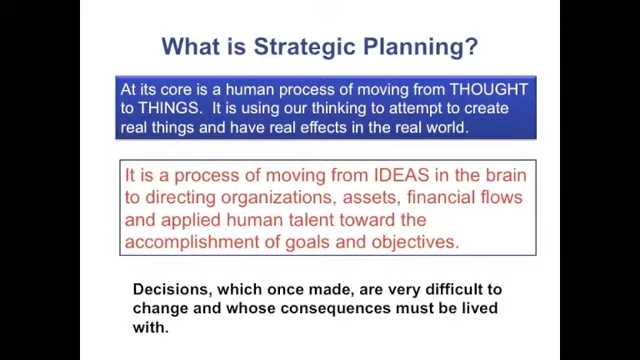 What is Strategic Planning?
At its core is a human process of moving from THOUGHT
to THINGS. It is using our thinking to attempt to create
real things and have real effects in the real world.
It is a process of moving from IDEAS in the brain
to directing organizations, assets, financial flows
and applied human talent toward the
accomplishment of goals and objectives.
Decisions, which once made, are very difficult to
change and whose consequences must be lived
with.